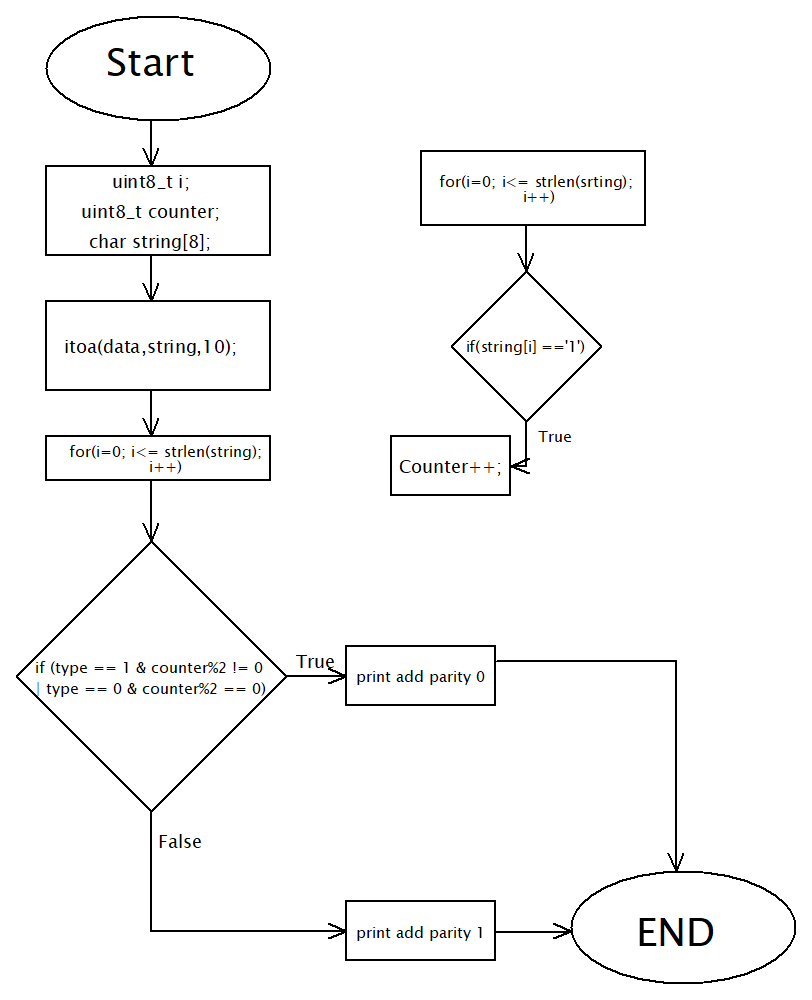 Start
uint8_t i;
uint8_t counter;
char string[8];
itoa(data,string,10);
for(i=0; i<= strlen(string);
i++)
for(i=0; i<= strlen(srting);
i++)
if(string[i] =='1')
True
Counter++;
if (type == 1 & counter%2 != 0
| type == 0 & counter%2 == 0)
True
print add parity 0
False
print add parity 1
END